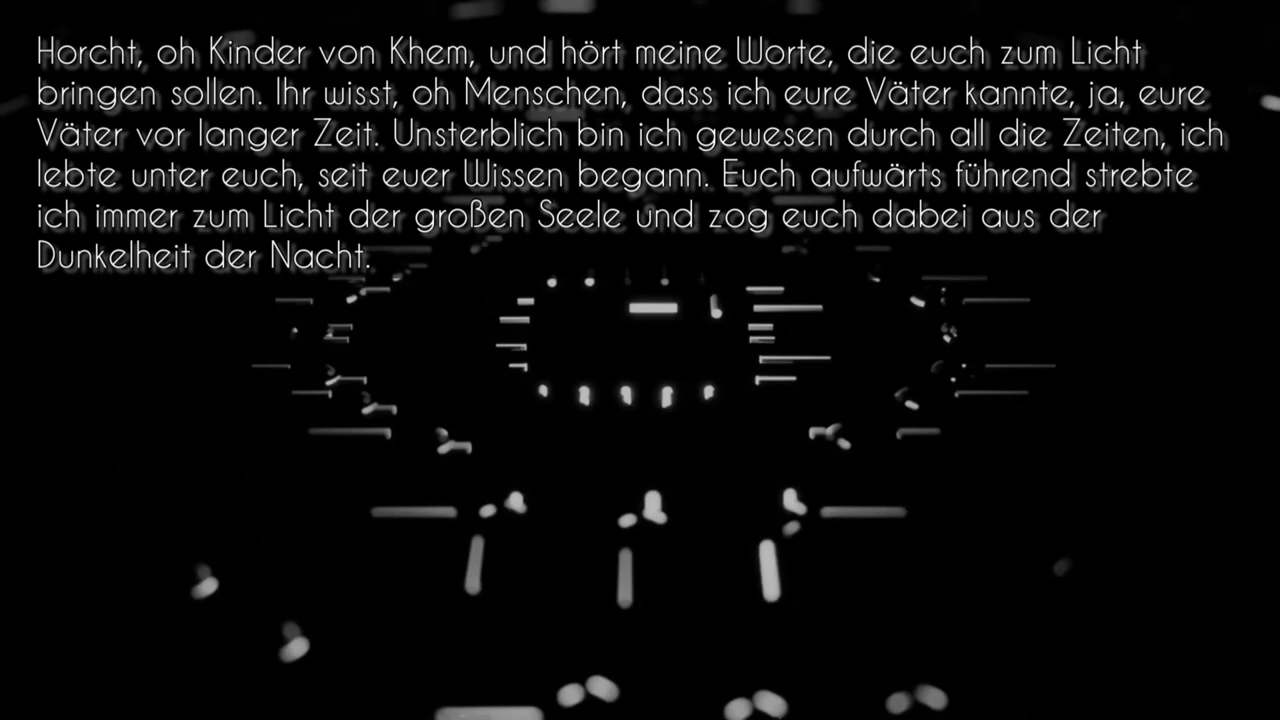 Horcht, oh Kinder von Khem, und hört meine Worte, die euch zum Licht
bringen sollen. Ihr wisst, oh Menschen, dass ich eure Väter kannte, ja, eure
Väter vor langer Zeit. Unsterblich bin ich gewesen durch all die Zeiten, ich
lebte unter euch, seit euer Wissen begann. Euch aufwärts führend strebte
ich immer zum Licht der großen Seele und zog euch dabei aus der
Dunkelheit der Nacht.